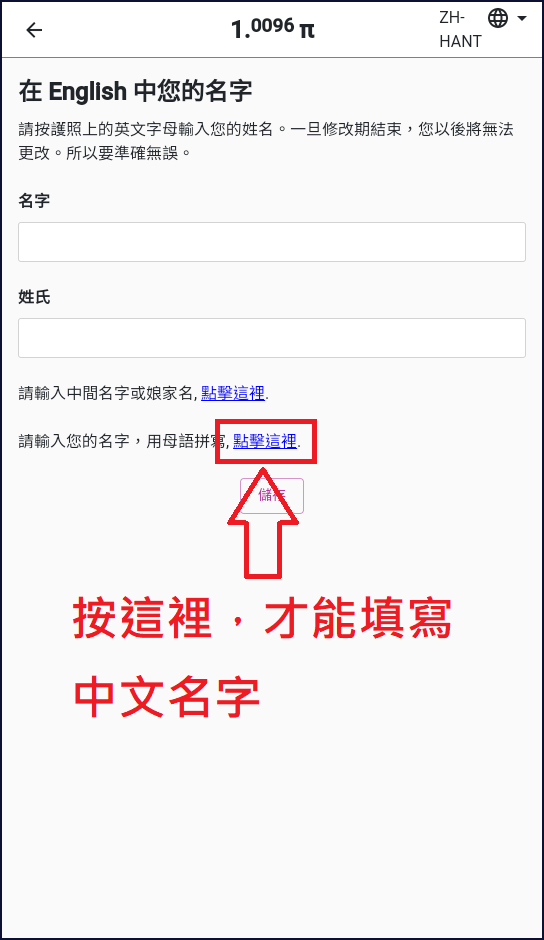 1.0096 π
ZH-
HANT
在 English 中您的名字
請按護照上的英文字母輸入您的姓名。一旦修改期結束，您以後將無法
更改。所以要準確無誤。
名字
姓氏
請輸入中間名字或娘家名, 點擊這裡.
請輸入您的名字，用母語拼寫, 點擊這裡.
儲存
按這裡，才能填寫
中文名字